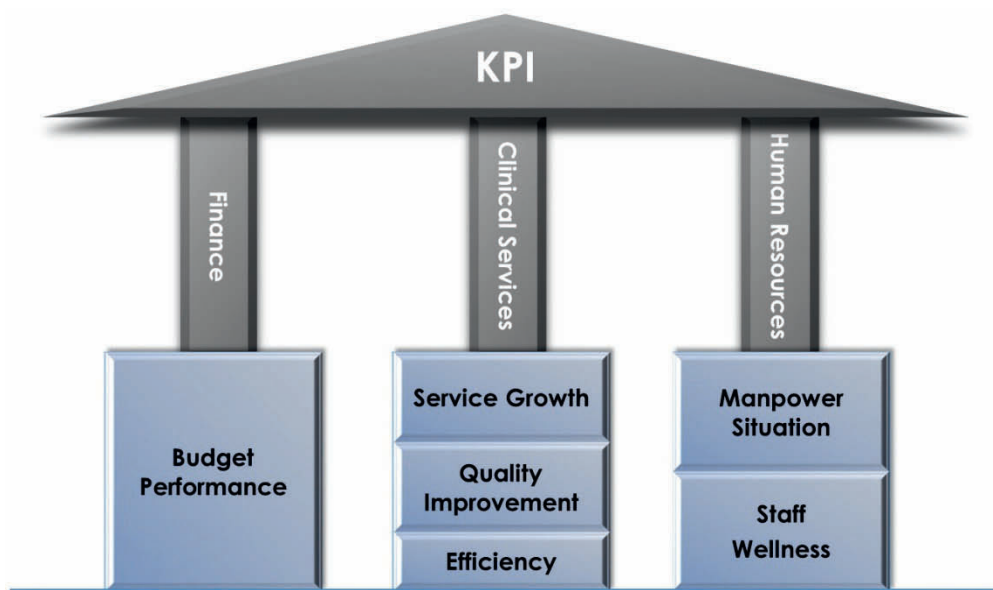 KPI
Finance
Clinical Services
Human Resources
Budget
Performance
Service Growth
Quality
Improvement
Efficiency
Manpower
Situation
Staff
Wellness